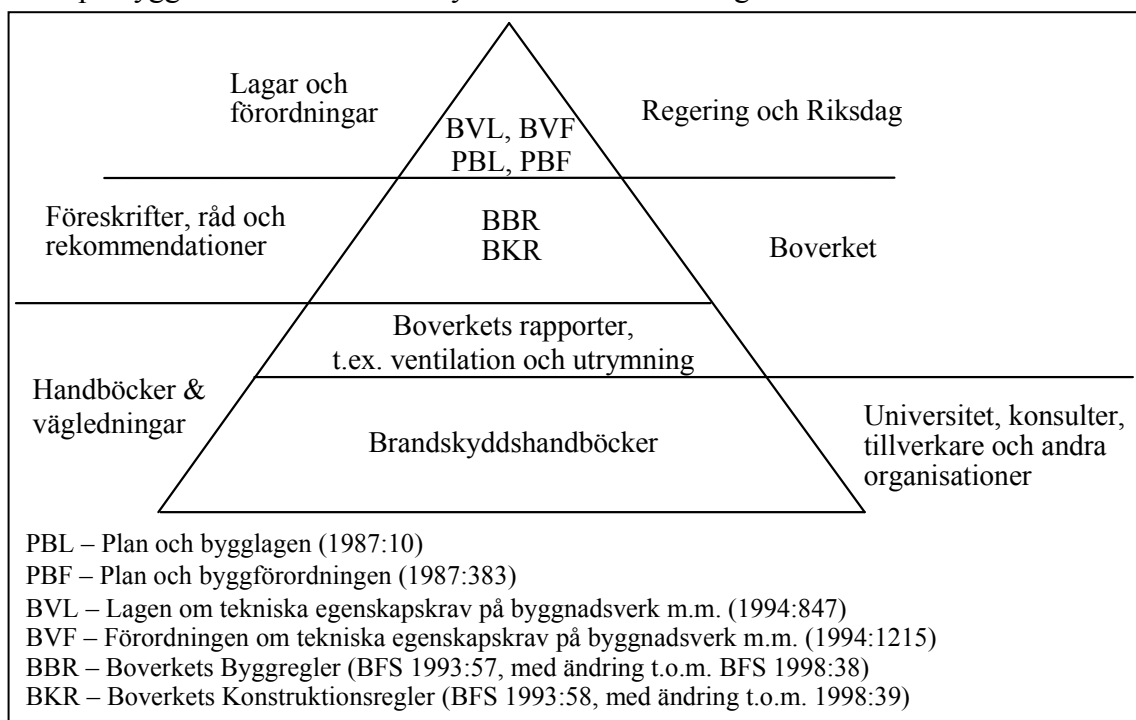 Lagar och
förordningar
BVL, BVF
PBL, PBF
Regering och Riksdag
Föreskrifter, råd och
rekommendationer
BBR
BKR
Boverket
Boverkets rapporter,
t.ex. ventilation och utrymning
Handböcker &
vägledningar
Brandskyddshandböcker
Universitet, konsulter,
tillverkare och andra
organisationer
PBL – Plan och bygglagen (1987:10)
PBF – Plan och byggförordningen (1987:383)
BVL – Lagen om tekniska egenskapskrav på byggnadsverk m.m. (1994:847)
BVF – Förordningen om tekniska egenskapskrav på byggnadsverk m.m. (1994:1215)
BBR – Boverkets Byggregler (BFS 1993:57, med ändring t.o.m. BFS 1998:38)
BKR – Boverkets Konstruktionsregler (BFS 1993:58, med ändring t.o.m. 1998:39)